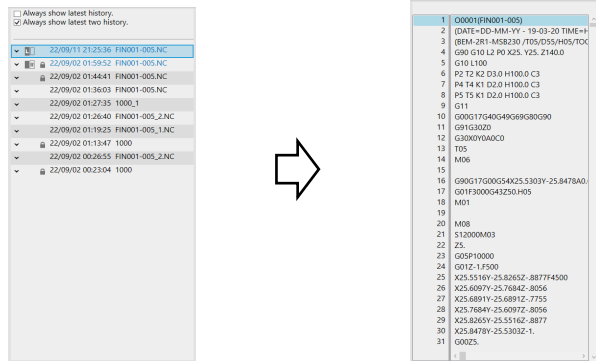 Always show latest history.
Always show latest two history.
22/09/11 21:25:36 FIN001-005.NC
22/09/02 01:59:52 FIN001-005.NC
22/09/02 01:44:41 FIN001-005.NC
22/09/02 01:36:03 FIN001-005.NC
22/09/02 01:27:35 1000_1
22/09/02 01:26:40 FIN001-005_2.NC
22/09/02 01:19:25 FIN001-005_1.NC
22/09/02 01:13:47 1000
22/09/02 00:26:55 FIN001-005_2.NC
22/09/02 00:23:04 1000
1 O0001(FIN001-005)
2 (DATE=DD-MM-YY - 19-03-20 TIME=H
3 (BEM-2R1-MSB230 /T05/D55/H05/TOO
4 G90 G10 L2 P0 X25. Y25. Z140.0
5 G10 L100
6 P2 T2 K2 D3.0 H100.0 C3
7 P4 T4 K1 D2.0 H100.0 C3
8 P5 T5 K1 D2.0 H100.0 C3
9 G11
10 G00G17G40G49G69G80G90
11 G91G30Z0
12 G30X0Y0A0C0
13 T05
14 M06
15
16 G90G17G00G54X25.5303Y-25.8478A0.
17 G01F3000G43Z50.H05
18 M01
19
20 M08
21 S12000M03
22 Z5.
23 G05P10000
24 G01Z-1.F500
25 X25.5516Y-25.8265Z-.8877F4500
26 X25.6097Y-25.7684Z-.8056
27 X25.6891Y-25.6891Z-.7755
28 X25.7684Y-25.6097Z-.8056
29 X25.8265Y-25.5516Z-.8877
30 X25.8478Y-25.5303Z-1.
31 G00Z5.